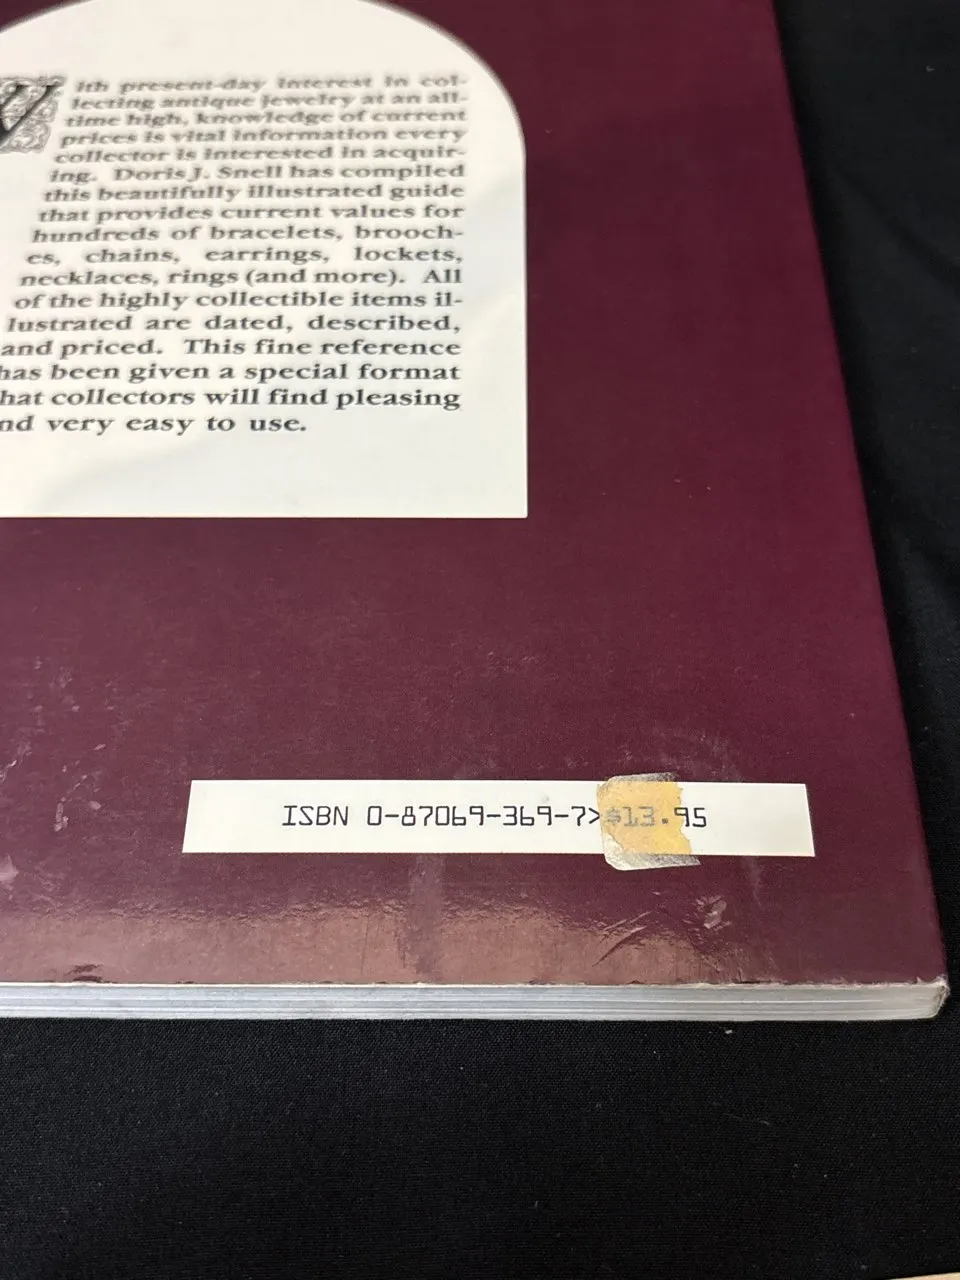 With present-day interest in col-
lecting antique jewelry at an all-
time high, knowledge of current
prices is vital information every
collector is interested in acquir-
ing. Doris J. Snell has compiled
this beautifully illustrated guide
that provides current values for
hundreds of bracelets, brooch-
es, chains, earrings, lockets,
necklaces, rings (and more). All
of the highly collectible items il-
lustrated are dated, described,
and priced. This fine reference
has been given a special format
hat collectors will find pleasing
nd very easy to use.
ISBN 0-87069-369-7>$13.95